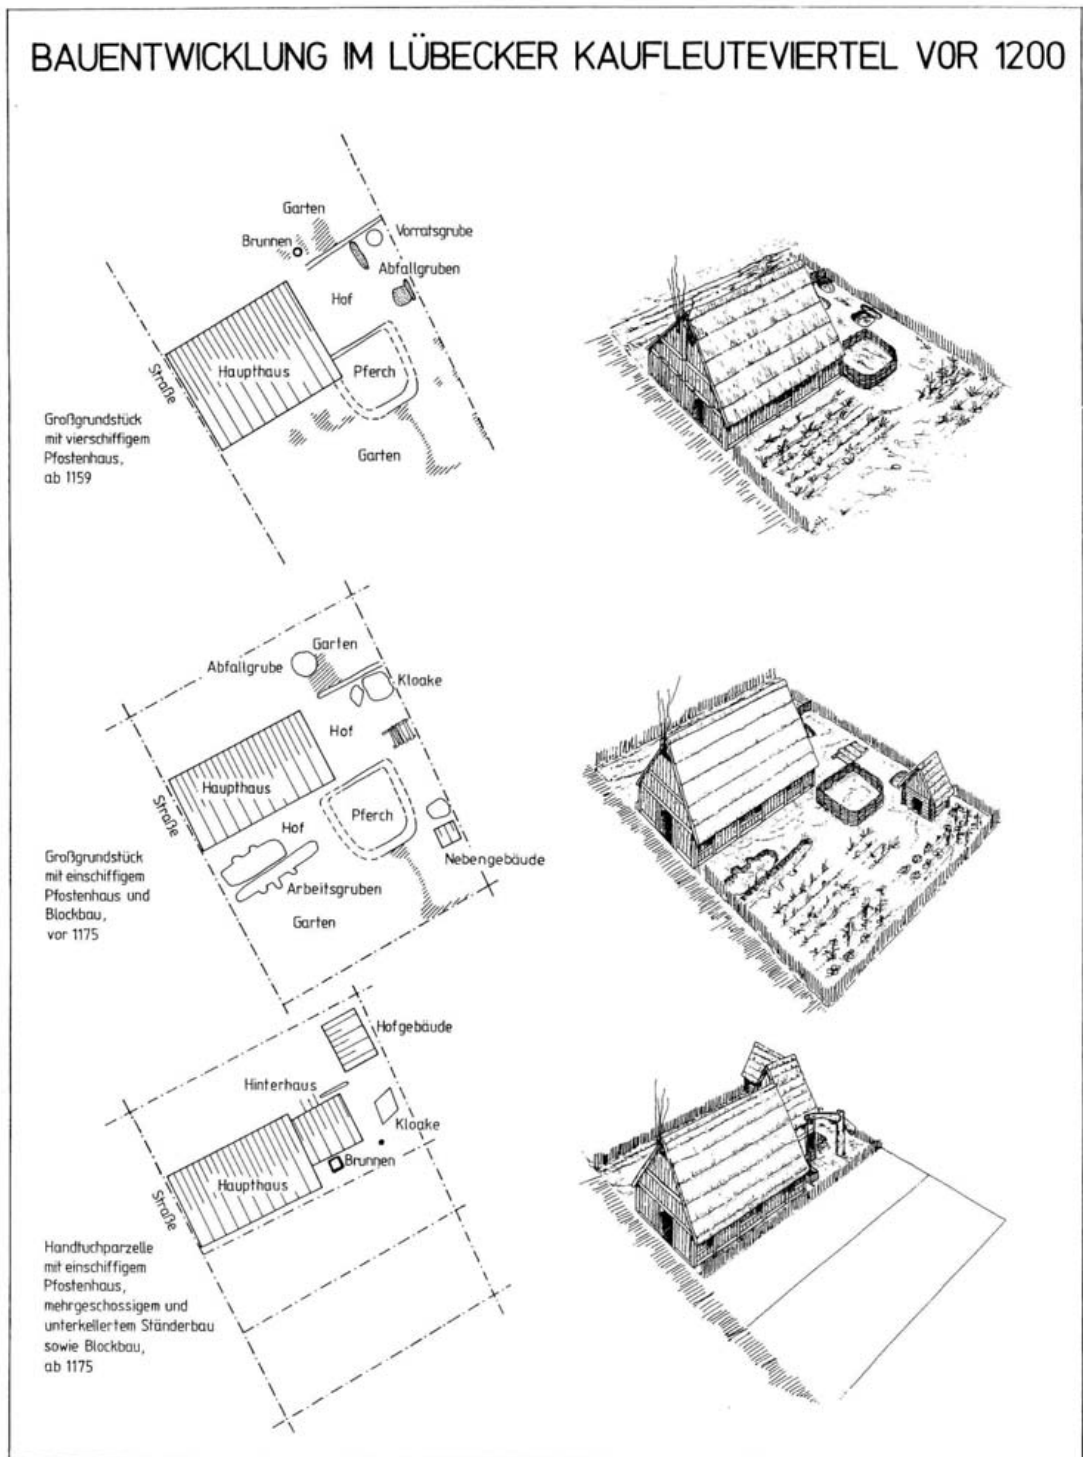 BAUENTWICKLUNG IM LÜBECKER KAUFLEUTEVIERTEL VOR 1200
Garten
Brunnen
Vorratsgrube
Abfallgruben
Hof
Haupthaus
Pferch
Straße
Garten
Großgrundstück
mit vierschiffigem
Pfostenhaus,
ab 1159
Garten
Abfallgrube
Kloake
Hof
Haupthaus
Pferch
Straße
Hof
Nebengebäude
Arbeitsgruben
Garten
Großgrundstück
mit einschiffigem
Pfostenhaus und
Blockbau,
vor 1175
Hofgebäude
Hinterhaus
Kloake
Brunnen
Haupthaus
Straße
Handtuchparzelle
mit einschiffigem
Pfostenhaus,
mehrgeschossigem und
unterkellertem Ständerbau
sowie Blockbau,
ab 1175